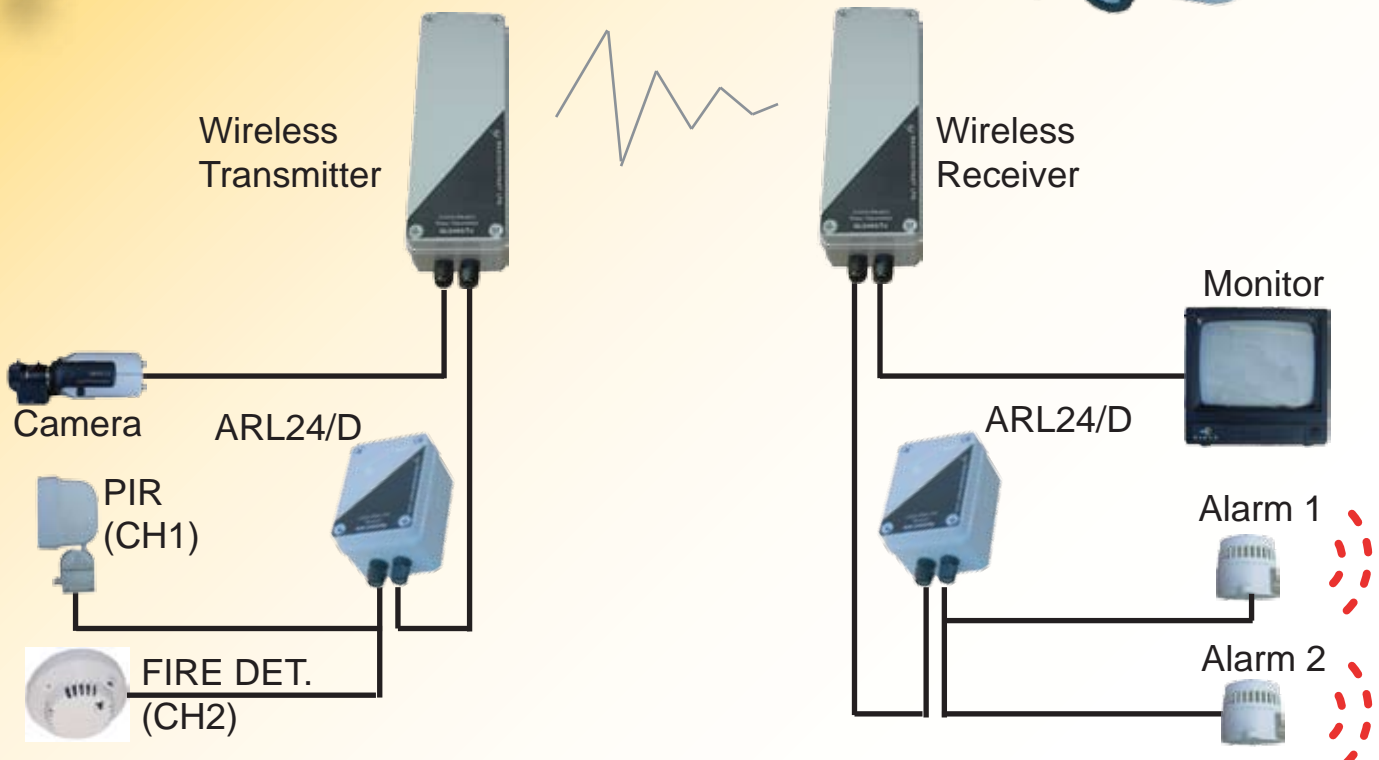 Wireless
Transmitter
Wireless
Receiver
Monitor
Camera
ARL24/D
ARL24/D
PIR
(CH1)
Alarm 1
FIRE DET.
(CH2)
Alarm 2